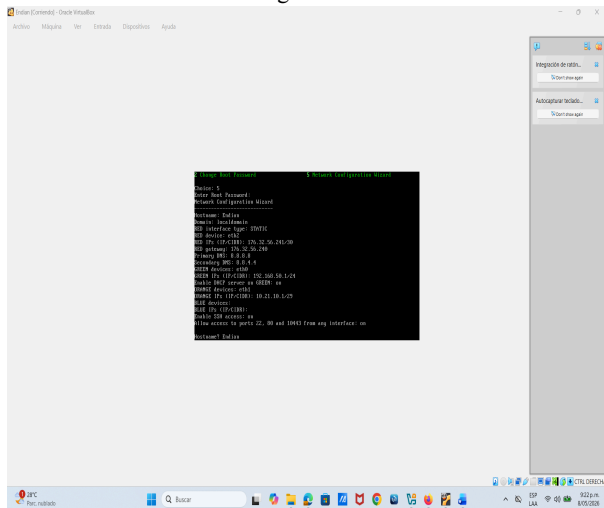 Endian [Corriendo] - Oracle VirtualBox
Archivo Máquina Ver Entrada Dispositivos Ayuda
Integración de ratón...
Don't show again
Autocapturar teclado...
Don't show again
2 Change Root Password 5 Network Configuration Wizard
Choice: 5
Enter Root Password:
Network Configuration Wizard
Hostname: Endian
Domain: localdomain
RED interface type: STATIC
RED device: eth2
RED IPs (IP/CIDR): 176.32.56.241/30
RED gateway: 176.32.56.240
Primary DNS: 8.8.8.8
Secondary DNS: 8.8.4.4
GREEN devices: eth0
GREEN IPs (IP/CIDR): 192.168.50.1/24
Enable DHCP server on GREEN: on
ORANGE devices: eth1
ORANGE IPs (IP/CIDR): 10.21.10.1/29
BLUE devices:
BLUE IPs (IP/CIDR):
Enable SSH access: on
Allow access to ports 22, 80 and 10443 from any interface: on
Hostname? Endian
CTRL DERECHA
28°C
Parc. nublado
Buscar
ESP
LAA
9:22 p.m.
8/05/2026